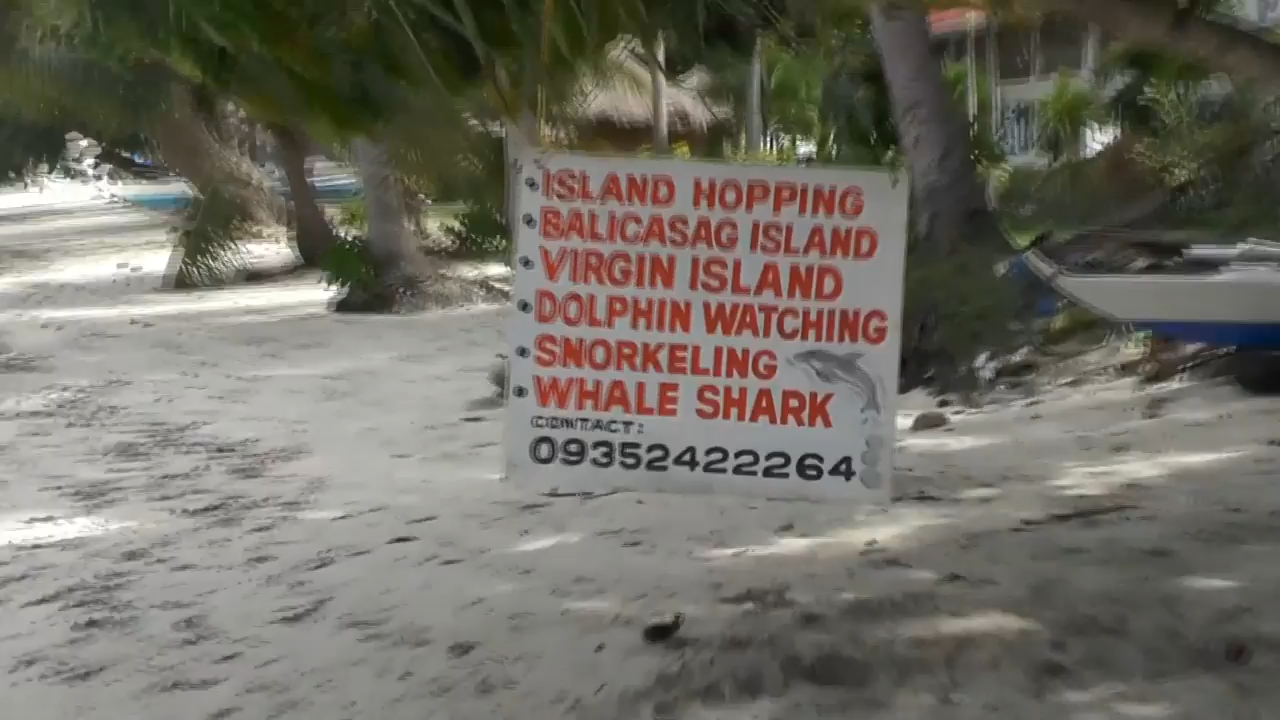 ISLAND HOPPING
BALICASAG ISLAND
VIRGIN ISLAND
DOLPHIN WATCHING
SNORKELING
WHALE SHARK
CONTACT:
09352422264